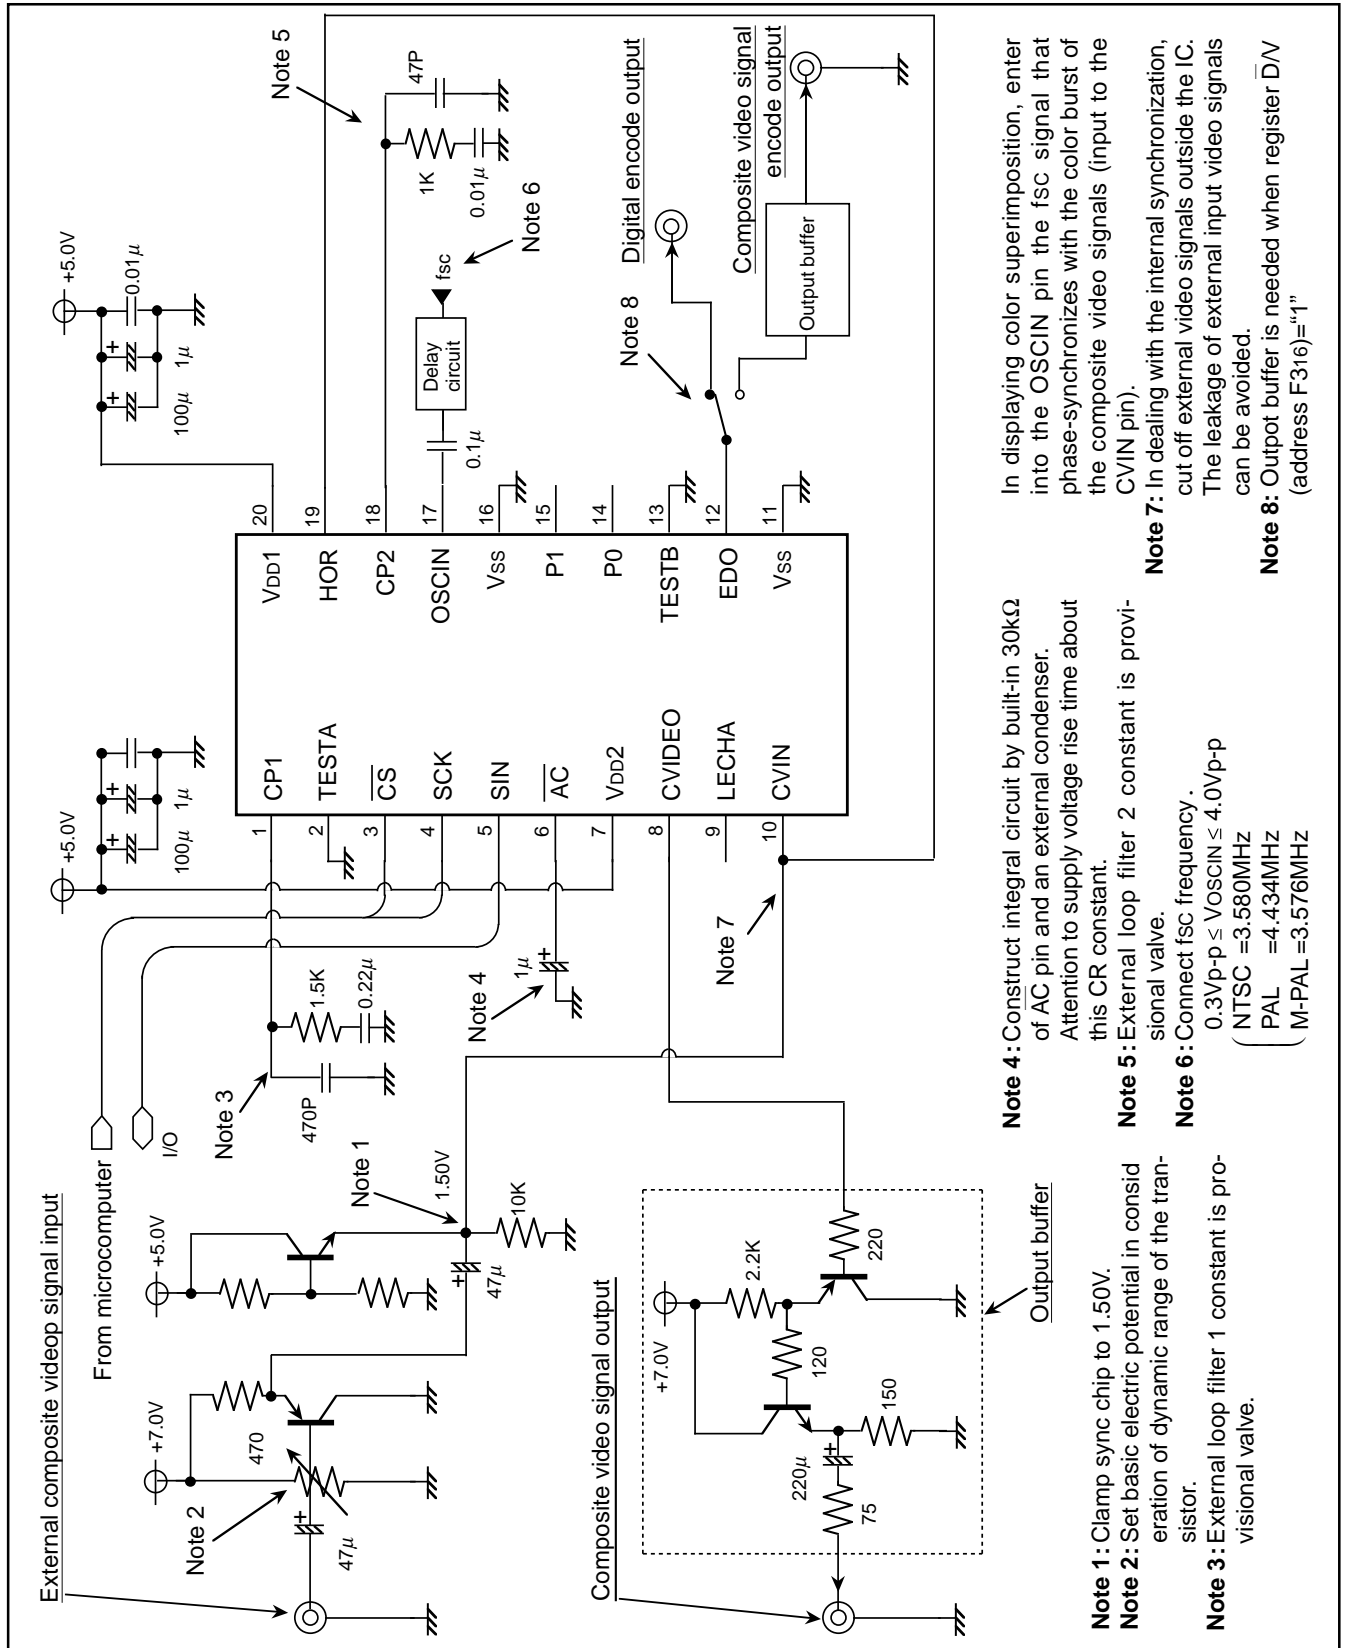 External composite videop signal input
From microcomputer
I/O
+7.0V
470
Note 2
47µ
+5.0V
Note 1
1.50V
47µ
10K
Note 3
470P
1.5K
0.22µ
Note 4
1µ
+5.0V
100µ
1µ
+5.0V
100µ
1µ
0.01µ
1
2
3
4
5
6
7
8
9
10
CP1
TESTA
CS
SCK
SIN
AC
VDD2
CVIDEO
LECHA
CVIN
VDD1
HOR
CP2
OSCIN
VSS
P1
P0
TESTB
EDO
VSS
20
19
18
17
16
15
14
13
12
11
Note 5
47P
1K
0.01µ
Note 6
fsc
Delay
circuit
0.1µ
Note 7
Note 8
Digital encode output
Composite video signal
encode output
Output buffer
Composite video signal output
+7.0V
2.2K
120
220
150
220µ
75
Output buffer
Note 1: Clamp sync chip to 1.50V.
Note 2: Set basic electric potential in consid
eration of dynamic range of the tran-
sistor.
Note 3: External loop filter 1 constant is pro-
visional valve.
Note 4: Construct integral circuit by built-in 30kΩ
of A̅C̅ pin and an external condenser.
Attention to supply voltage rise time about
this CR constant.
Note 5: External loop filter 2 constant is provi-
sional valve.
Note 6: Connect fsc frequency.
0.3Vp-p ≤ VOSCIN ≤ 4.0Vp-p
NTSC =3.580MHz
PAL =4.434MHz
M-PAL =3.576MHz
In displaying color superimposition, enter
into the OSCIN pin the fsc signal that
phase-synchronizes with the color burst of
the composite video signals (input to the
CVIN pin).
Note 7: In dealing with the internal synchronization,
cut off external video signals outside the IC.
The leakage of external input video signals
can be avoided.
Note 8: Outpot buffer is needed when register D̅/V
(address F316)=“1”